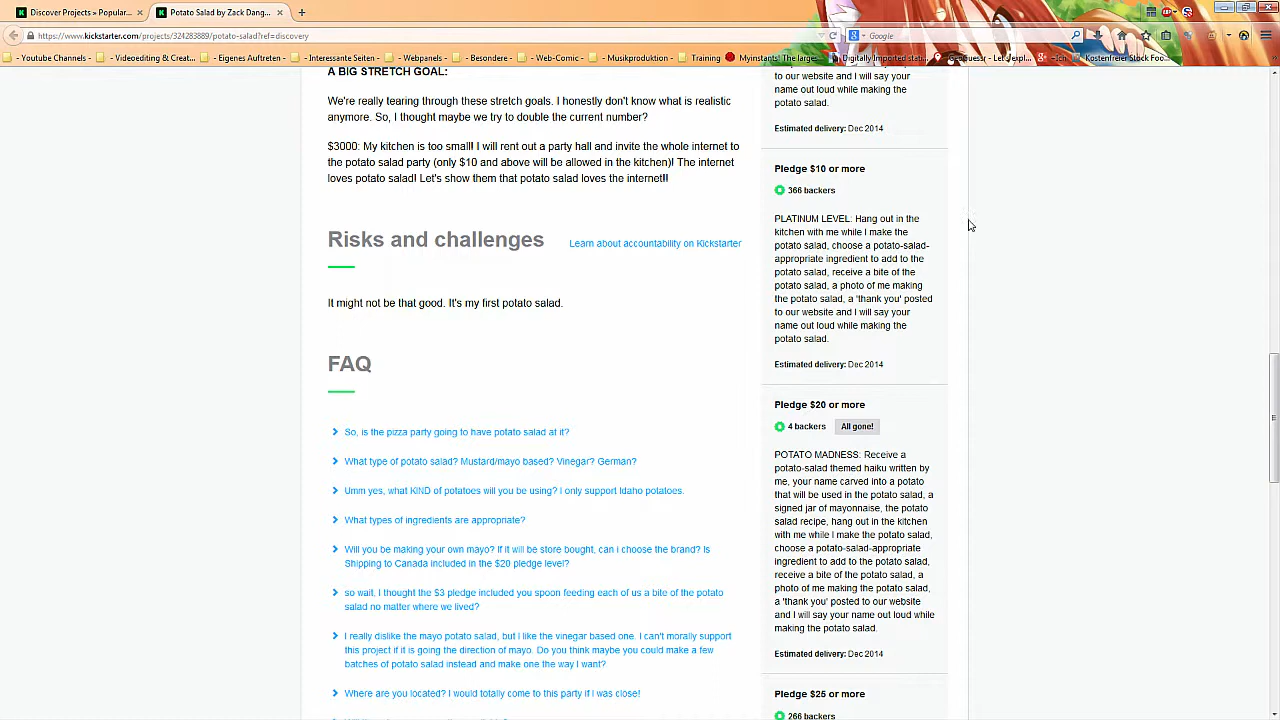 Discover Projects » Popular...
Potato Salad by Zack Dang...
https://www.kickstarter.com/projects/324283889/potato-salad?ref=discovery
Google
- Youtube Channels
- Videoediting & Creat...
- Eigene Auftritten
- Interessante Seiten
- Webpanels
- Besondere
- Web-Comic
- Musikproduktion
Training
Myinstants! The large
Digitally Imported
Geoguessr - Let's expl...
Kostenfreier Stock Foo...
A BIG STRETCH GOAL:
We're really tearing through these stretch goals. I honestly don't know what is realistic
anymore. So, I thought maybe we try to double the current number?
$3000: My kitchen is too small! I will rent out a party hall and invite the whole internet to
the potato salad party (only $10 and above will be allowed in the kitchen)! The internet
loves potato salad! Let's show them that potato salad loves the internet!!
Risks and challenges
Learn about accountability on Kickstarter
It might not be that good. It's my first potato salad.
FAQ
So, is the pizza party going to have potato salad at it?
What type of potato salad? Mustard/mayo based? Vinegar? German?
Umm yes, what KIND of potatoes will you be using? I only support Idaho potatoes.
What types of ingredients are appropriate?
Will you be making your own mayo? If it will be store bought, can i choose the brand? Is
Shipping to Canada included in the $20 pledge level?
so wait, I thought the $3 pledge included you spoon feeding each of us a bite of the potato
salad no matter where we lived?
I really dislike the mayo potato salad, but I like the vinegar based one. I can't morally support
this project if it is going the direction of mayo. Do you think maybe you could make a few
batches of potato salad instead and make one the way I want?
Where are you located? I would totally come to this party if I was close!
to our website and I will say your
name out loud while making the
potato salad.
Estimated delivery: Dec 2014
Pledge $10 or more
366 backers
PLATINUM LEVEL: Hang out in the
kitchen with me while I make the
potato salad, choose a potato-salad-
appropriate ingredient to add to the
potato salad, receive a bite of the
potato salad, a photo of me making
the potato salad, a 'thank you' posted
to our website and I will say your
name out loud while making the
potato salad.
Estimated delivery: Dec 2014
Pledge $20 or more
4 backers All gone!
POTATO MADNESS: Receive a
potato-salad themed haiku written by
me, your name carved into a potato
that will be used in the potato salad, a
signed jar of mayonnaise, the potato
salad recipe, hang out in the kitchen
with me while I make the potato salad,
choose a potato-salad-appropriate
ingredient to add to the potato salad,
receive a bite of the potato salad, a
photo of me making the potato salad,
a 'thank you' posted to our website
and I will say your name out loud while
making the potato salad.
Estimated delivery: Dec 2014
Pledge $25 or more
266 backers